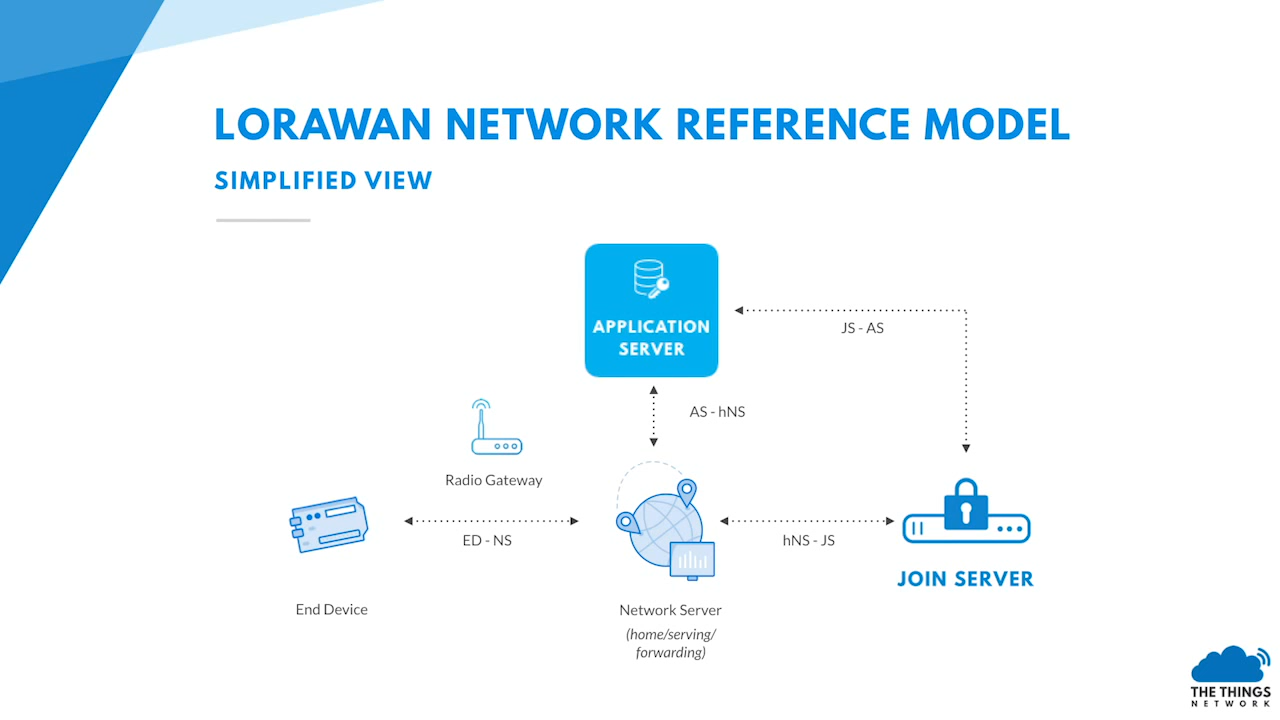 LORAWAN NETWORK REFERENCE MODEL
SIMPLIFIED VIEW
APPLICATION
SERVER
JS - AS
AS - hNS
Radio Gateway
ED - NS
hNS - JS
JOIN SERVER
End Device
Network Server
(home/serving/
forwarding)
THE THINGS
NETWORK